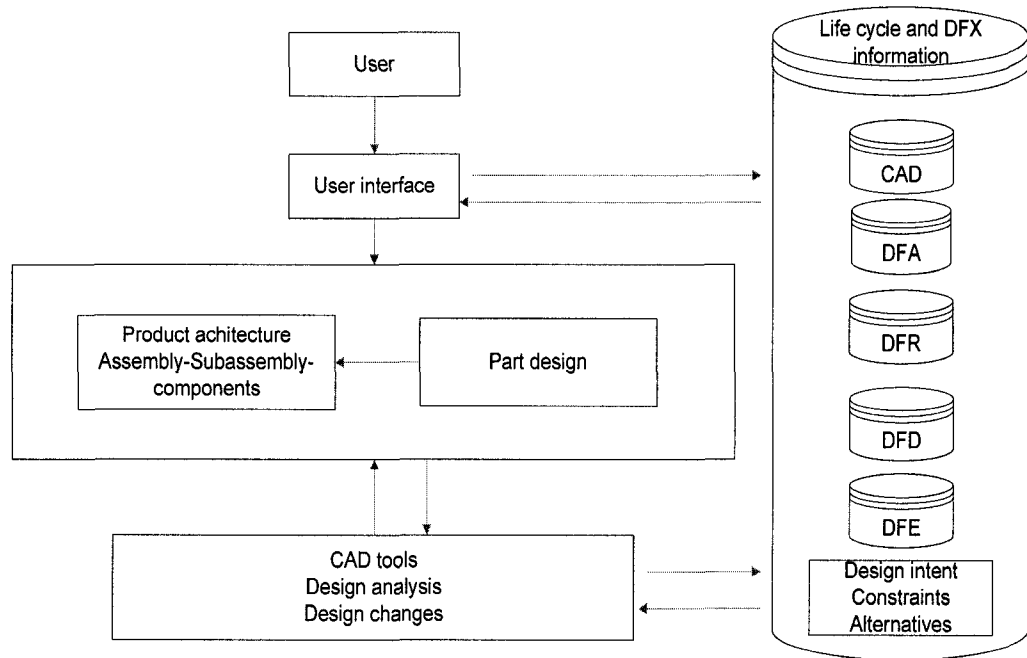 User
User interface
Product achitecture
Assembly-Subassembly-
components
Part design
CAD tools
Design analysis
Design changes
Life cycle and DFX
information
CAD
DFA
DFR
DFD
DFE
Design intent
Constraints
Alternatives